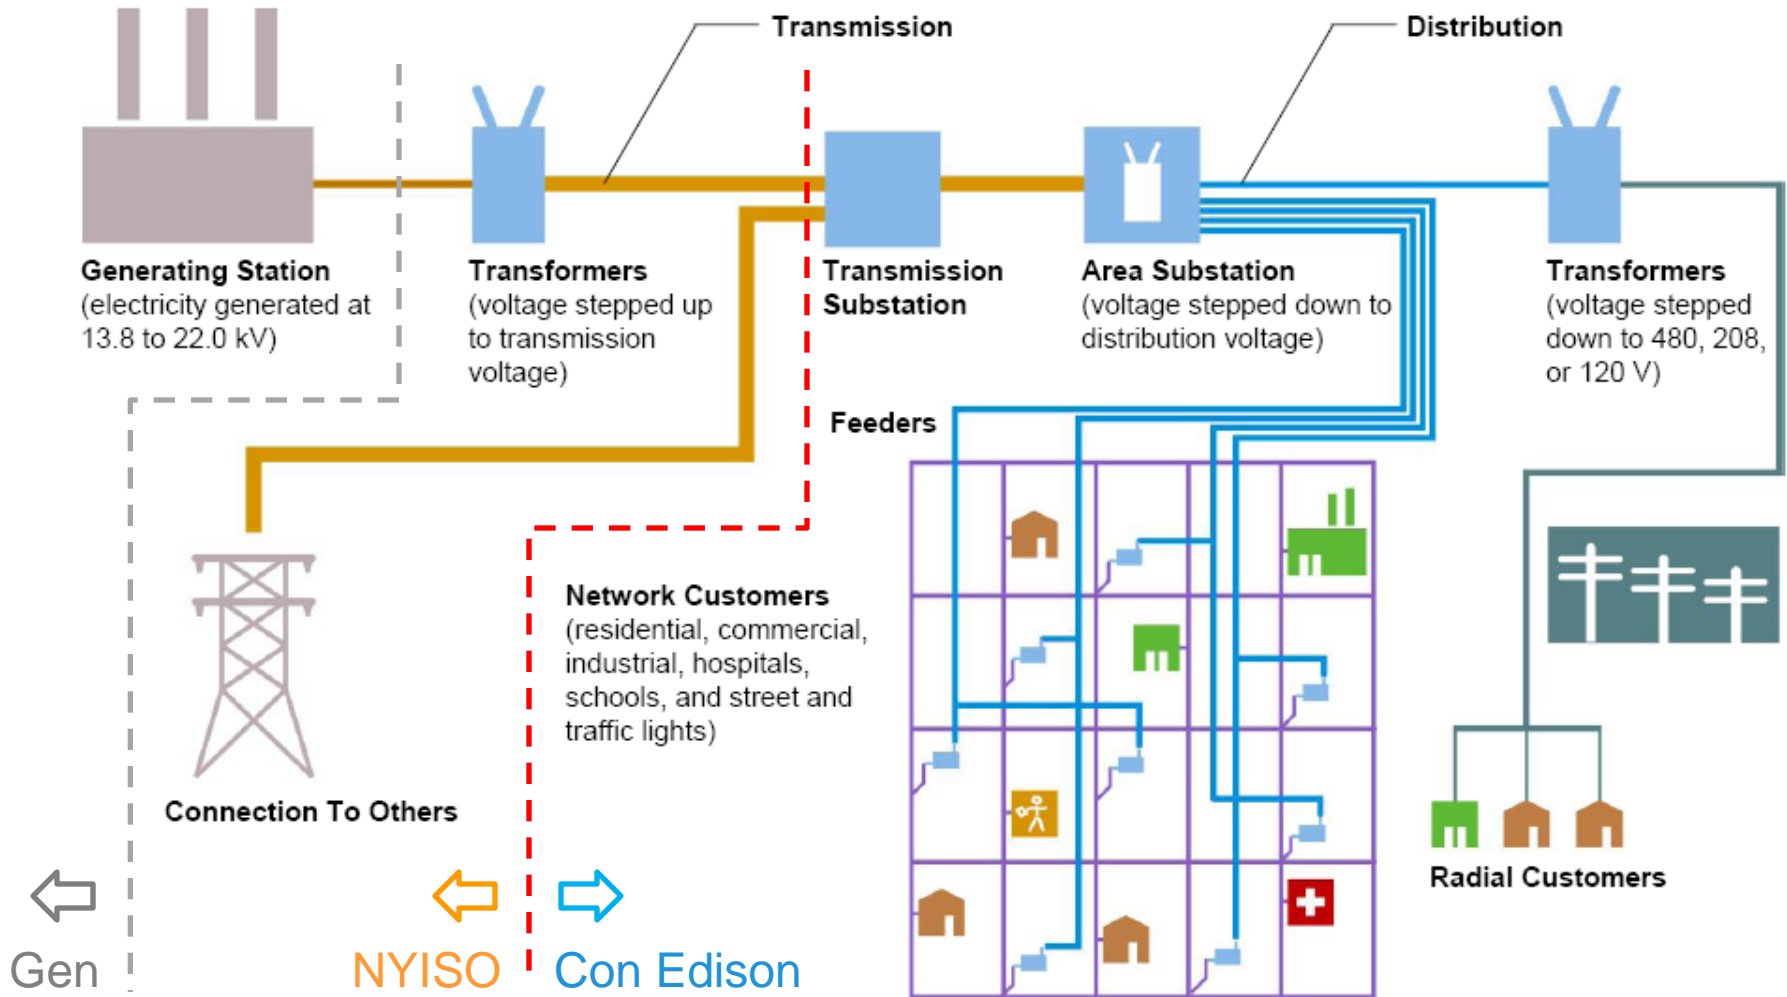 Transmission
Distribution
Generating Station
(electricity generated at
13.8 to 22.0 kV)
Transformers
(voltage stepped up
to transmission
voltage)
Transmission
Substation
Area Substation
(voltage stepped down to
distribution voltage)
Transformers
(voltage stepped
down to 480, 208,
or 120 V)
Feeders
Network Customers
(residential, commercial,
industrial, hospitals,
schools, and street and
traffic lights)
Connection To Others
Radial Customers
Gen
NYISO
Con Edison